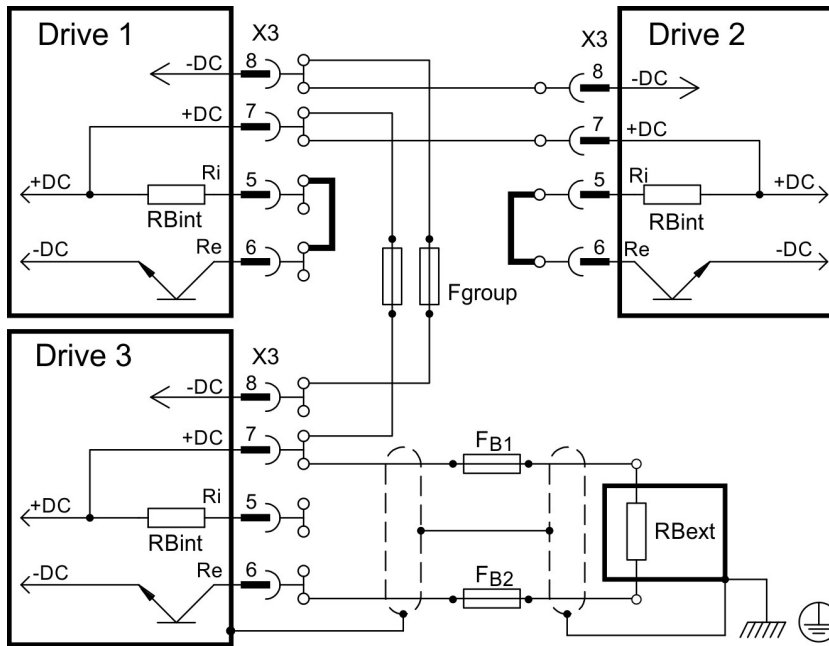 Drive 1
X3
-DC
8
+DC
7
+DC
Ri
5
RBint
-DC
Re
6
Drive 2
X3
8
-DC
7
+DC
5
Ri
+DC
RBint
6
Re
-DC
Fgroup
Drive 3
X3
-DC
8
+DC
7
+DC
Ri
5
RBint
-DC
Re
6
FB1
RBext
FB2